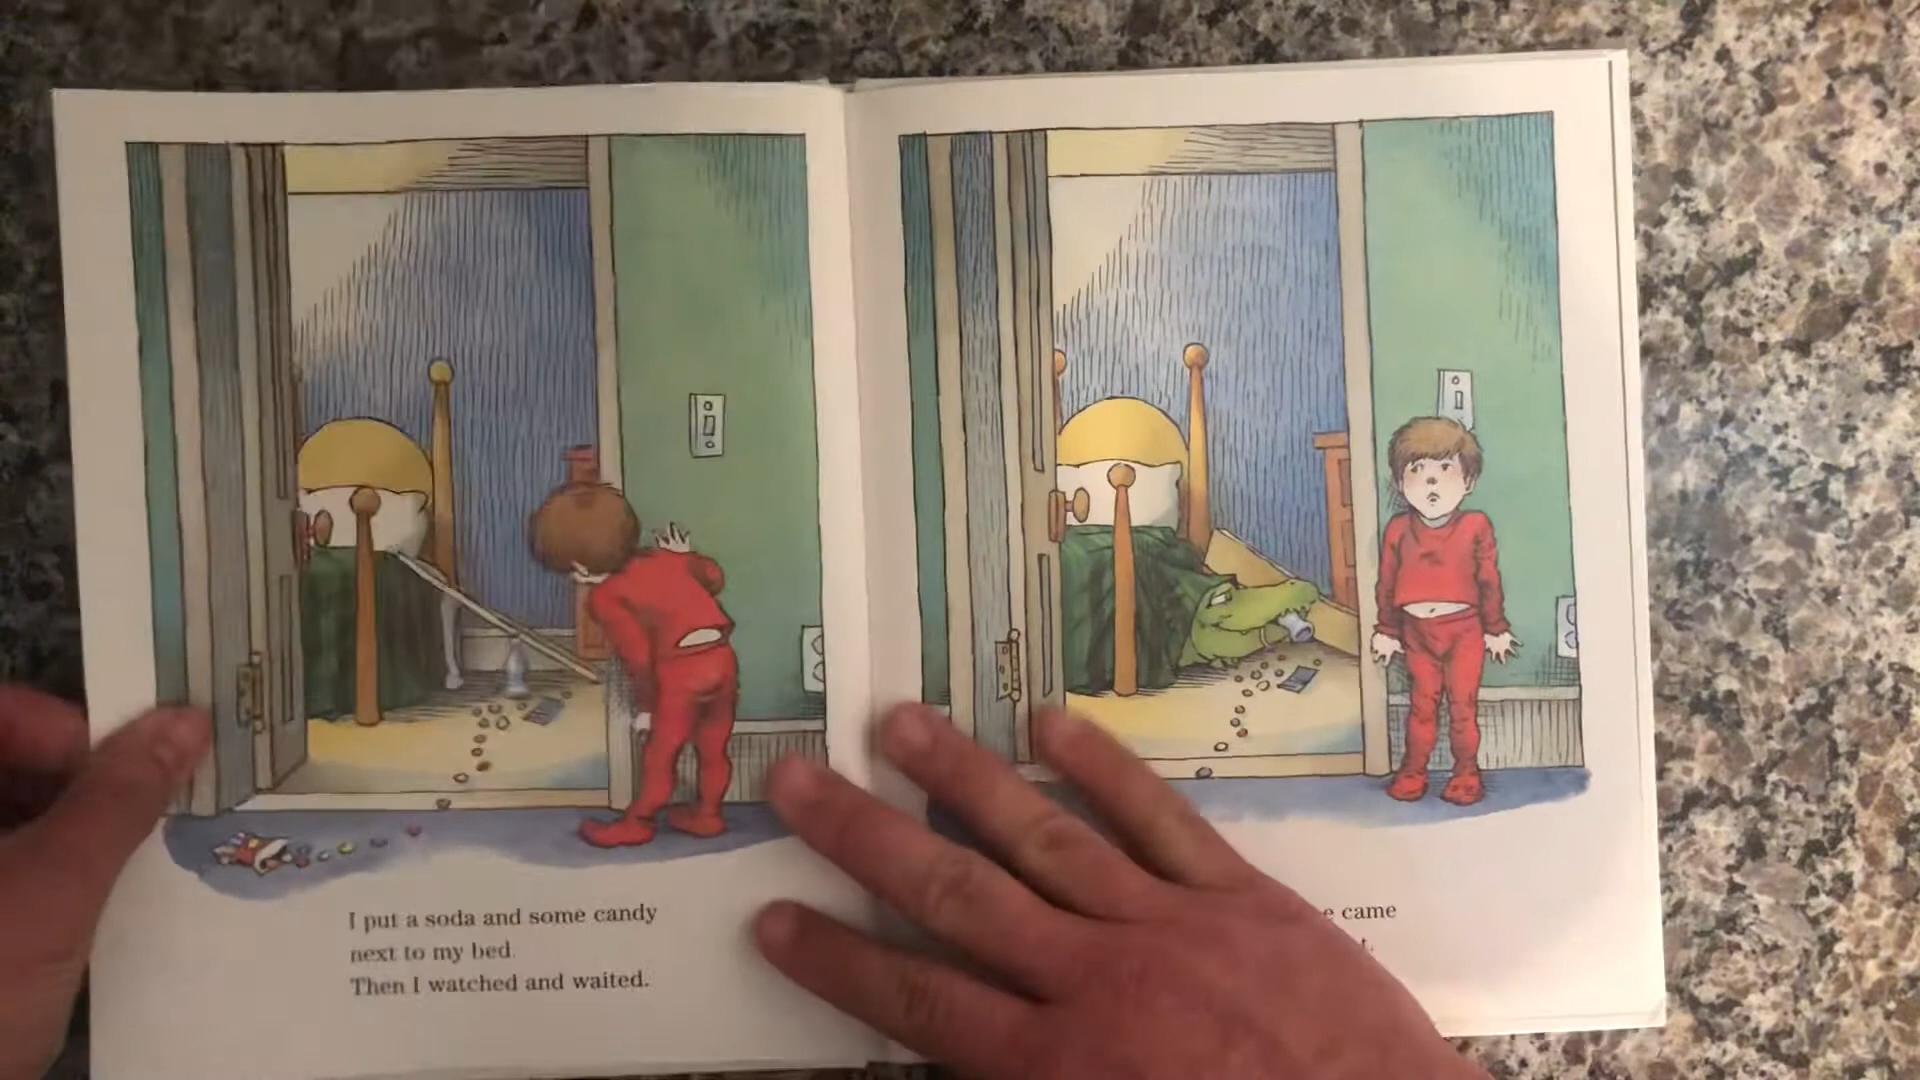 I put a soda and some candy
next to my bed.
Then I watched and waited.
came